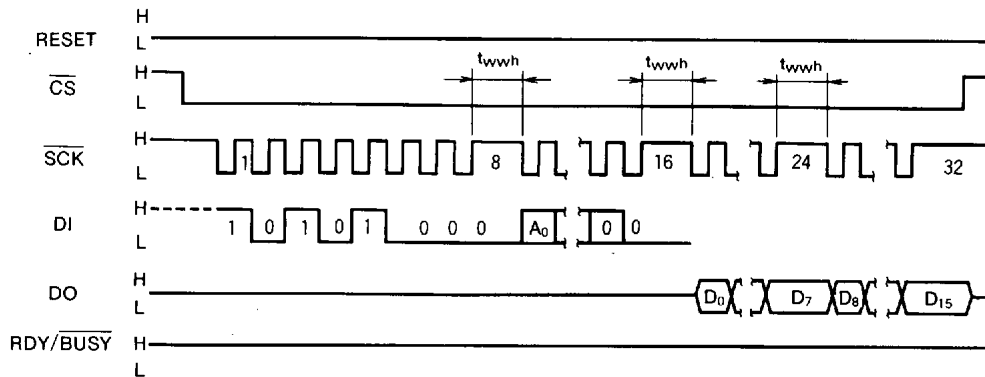 H
RESET L
tWWh tWWh tWWh
CS H
L
SCK H 1 8 16 24 32
L
DI H 1 0 1 0 1 0 0 0 A0 0 0
L
DO H D0 D7 D8 D15
L
RDY/BUSY H
L